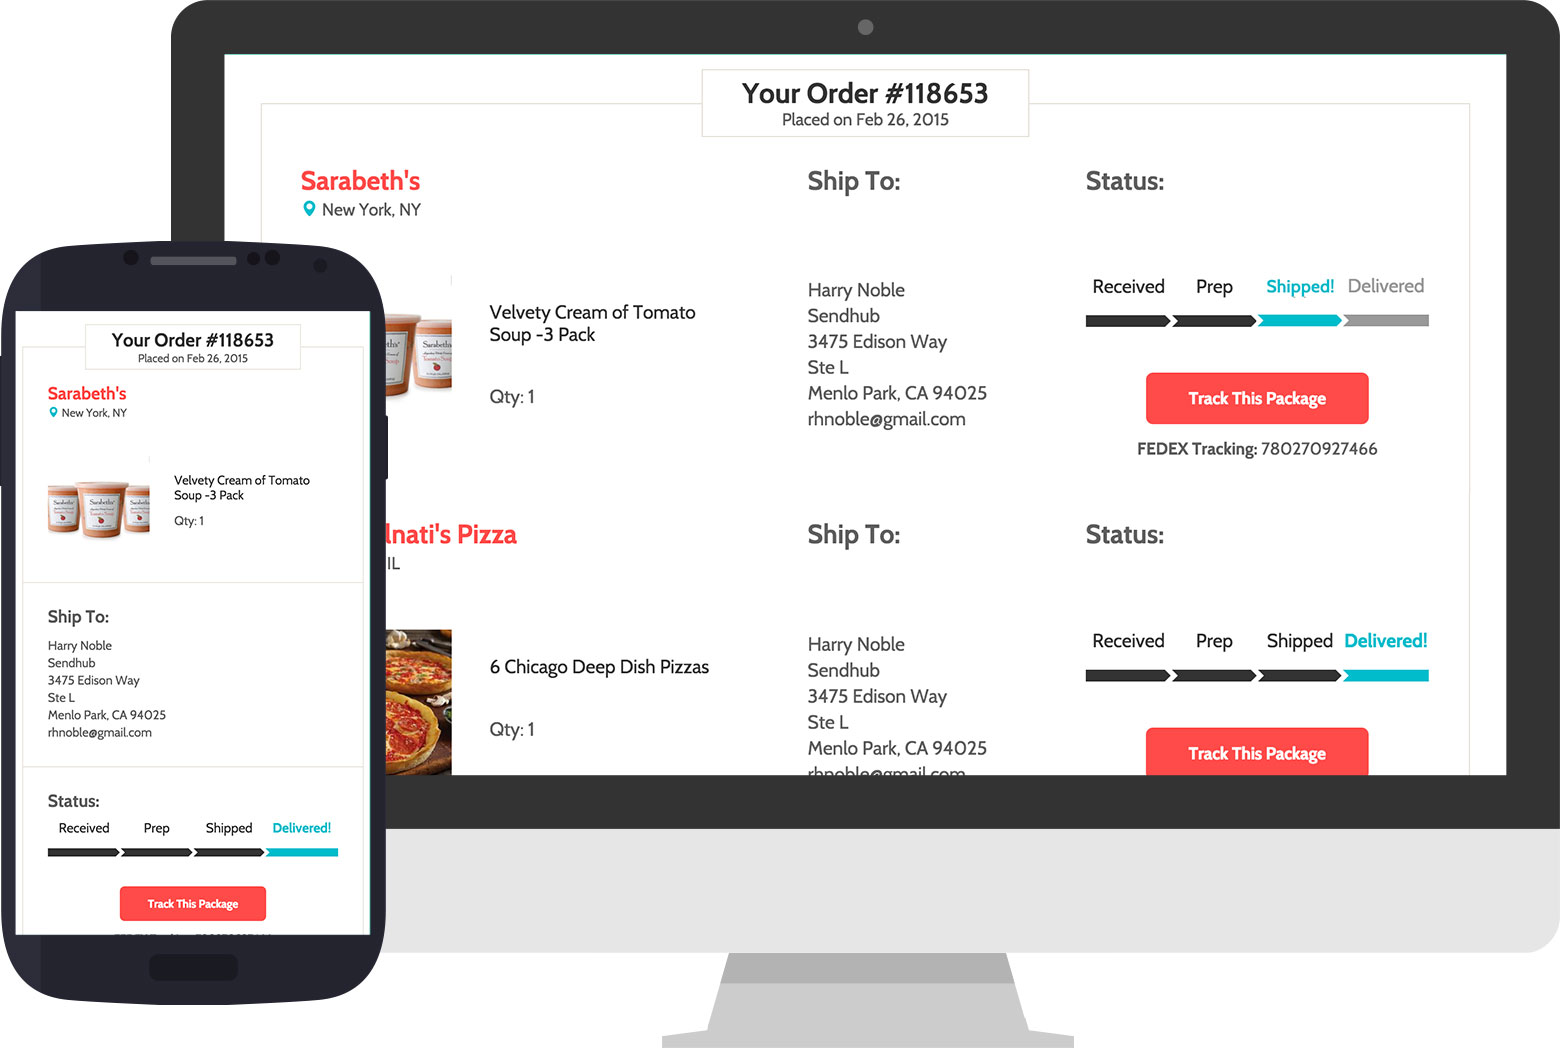 Your Order #118653
Placed on Feb 26, 2015
Sarabeth's
New York, NY
Ship To:
Status:
Velvety Cream of Tomato
Soup -3 Pack
Qty: 1
Harry Noble
Sendhub
3475 Edison Way
Ste L
Menlo Park, CA 94025
rhnoble@gmail.com
Received Prep Shipped! Delivered
Track This Package
FEDEX Tracking: 780270927466
lnati's Pizza
IL
Ship To:
Status:
6 Chicago Deep Dish Pizzas
Qty: 1
Harry Noble
Sendhub
3475 Edison Way
Ste L
Menlo Park, CA 94025
rhnoble@gmail.com
Received Prep Shipped Delivered!
Track This Package
Your Order #118653
Placed on Feb 26, 2015
Sarabeth's
New York, NY
Sarabeth's
Velvety Cream of Tomato
Soup -3 Pack
Qty: 1
Ship To:
Harry Noble
Sendhub
3475 Edison Way
Ste L
Menlo Park, CA 94025
rhnoble@gmail.com
Status:
Received Prep Shipped Delivered!
Track This Package